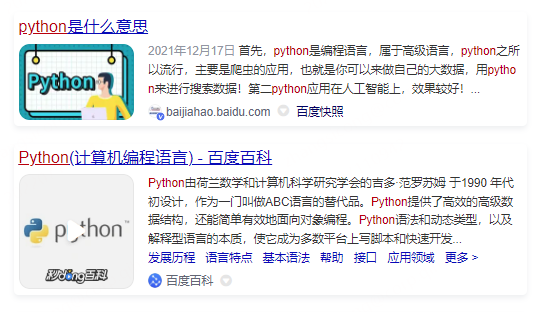 python是什么意思
Python
2021年12月17日 首先，python是编程语言，属于高级语言，python之所
以流行，主要是爬虫的应用，也就是你可以来做自己的大数据，用pytho
n来进行搜索数据！第二python应用在人工智能上，效果较好！...
baijiahao.baidu.com 百度快照
Python(计算机编程语言) - 百度百科
python™
秒懂百科
Python由荷兰数学和计算机科学研究学会的吉多·范罗苏姆 于1990 年代
初设计，作为一门叫做ABC语言的替代品。Python提供了高效的高级数
据结构，还能简单有效地面向对象编程。Python语法和动态类型，以及
解释型语言的本质，使它成为多数平台上写脚本和快速开发...
发展历程 语言特点 基本语法 帮助 接口 应用领域 更多 >
百度百科